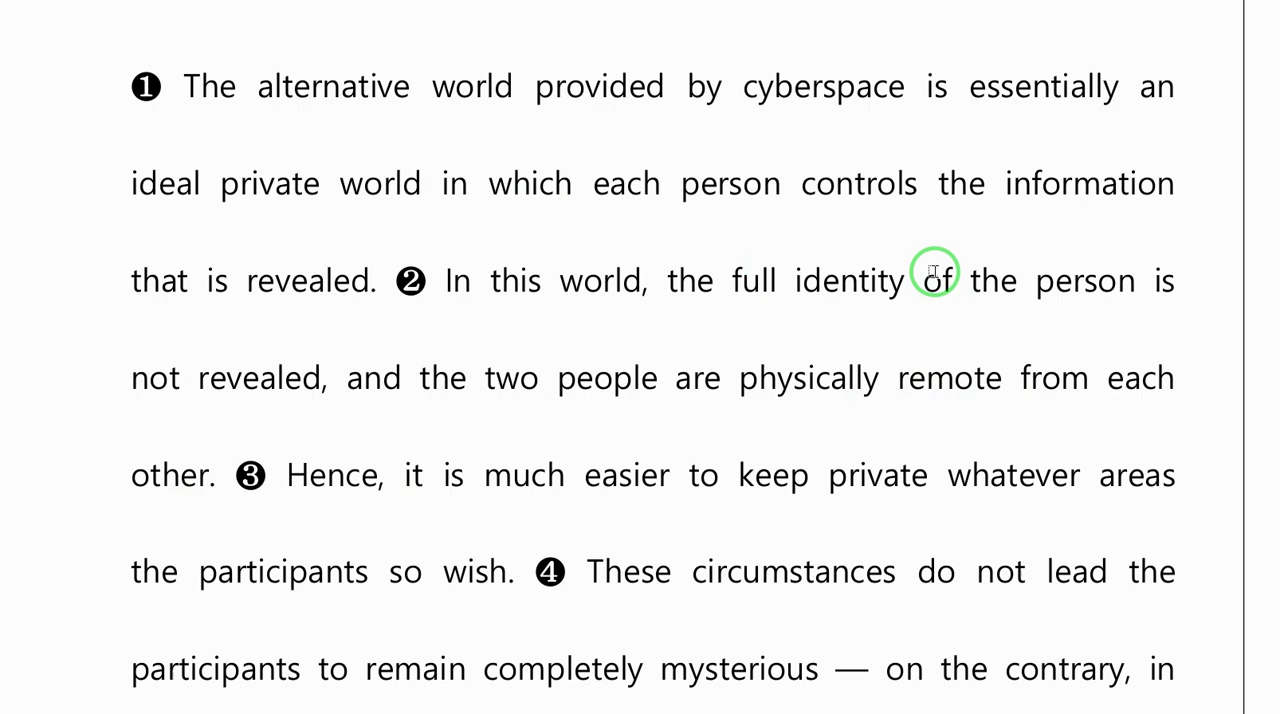 ❶ The alternative world provided by cyberspace is essentially an
ideal private world in which each person controls the information
that is revealed. ❷ In this world, the full identity of the person is
not revealed, and the two people are physically remote from each
other. ❸ Hence, it is much easier to keep private whatever areas
the participants so wish. ❹ These circumstances do not lead the
participants to remain completely mysterious — on the contrary, in